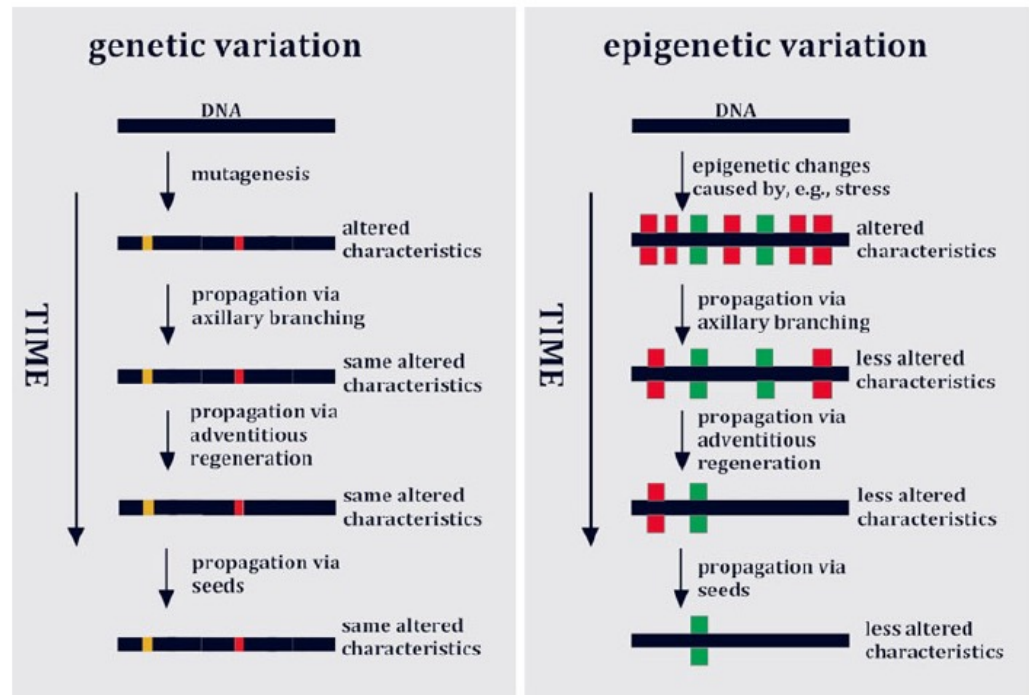 genetic variation
DNA
mutagenesis
altered
characteristics
propagation via
axillary branching
same altered
characteristics
propagation via
adventitious
regeneration
same altered
characteristics
propagation via
seeds
same altered
characteristics
TIME
epigenetic variation
DNA
epigenetic changes
caused by, e.g., stress
altered
characteristics
propagation via
axillary branching
less altered
characteristics
propagation via
adventitious
regeneration
less altered
characteristics
propagation via
seeds
less altered
characteristics
TIME